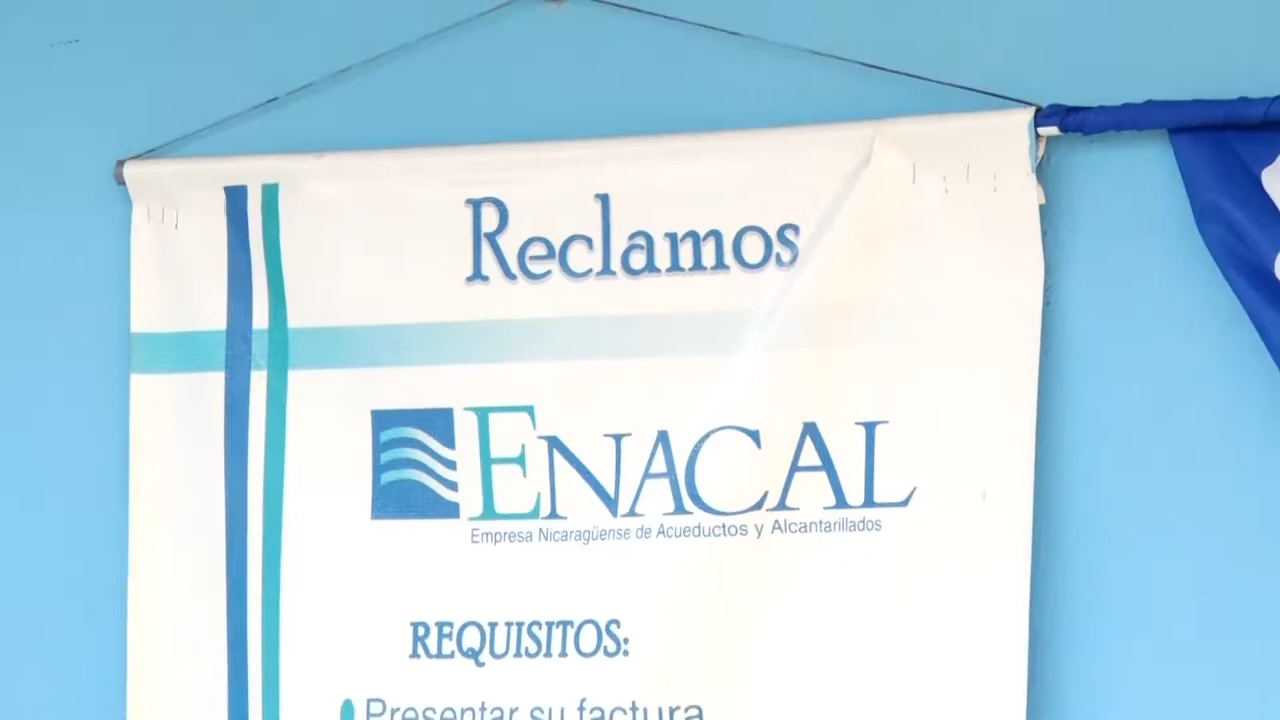 Reclamos
ENACAL
Empresa Nicaragüense de Acueductos y Alcantarillados
REQUISITOS:
Presentar su factura